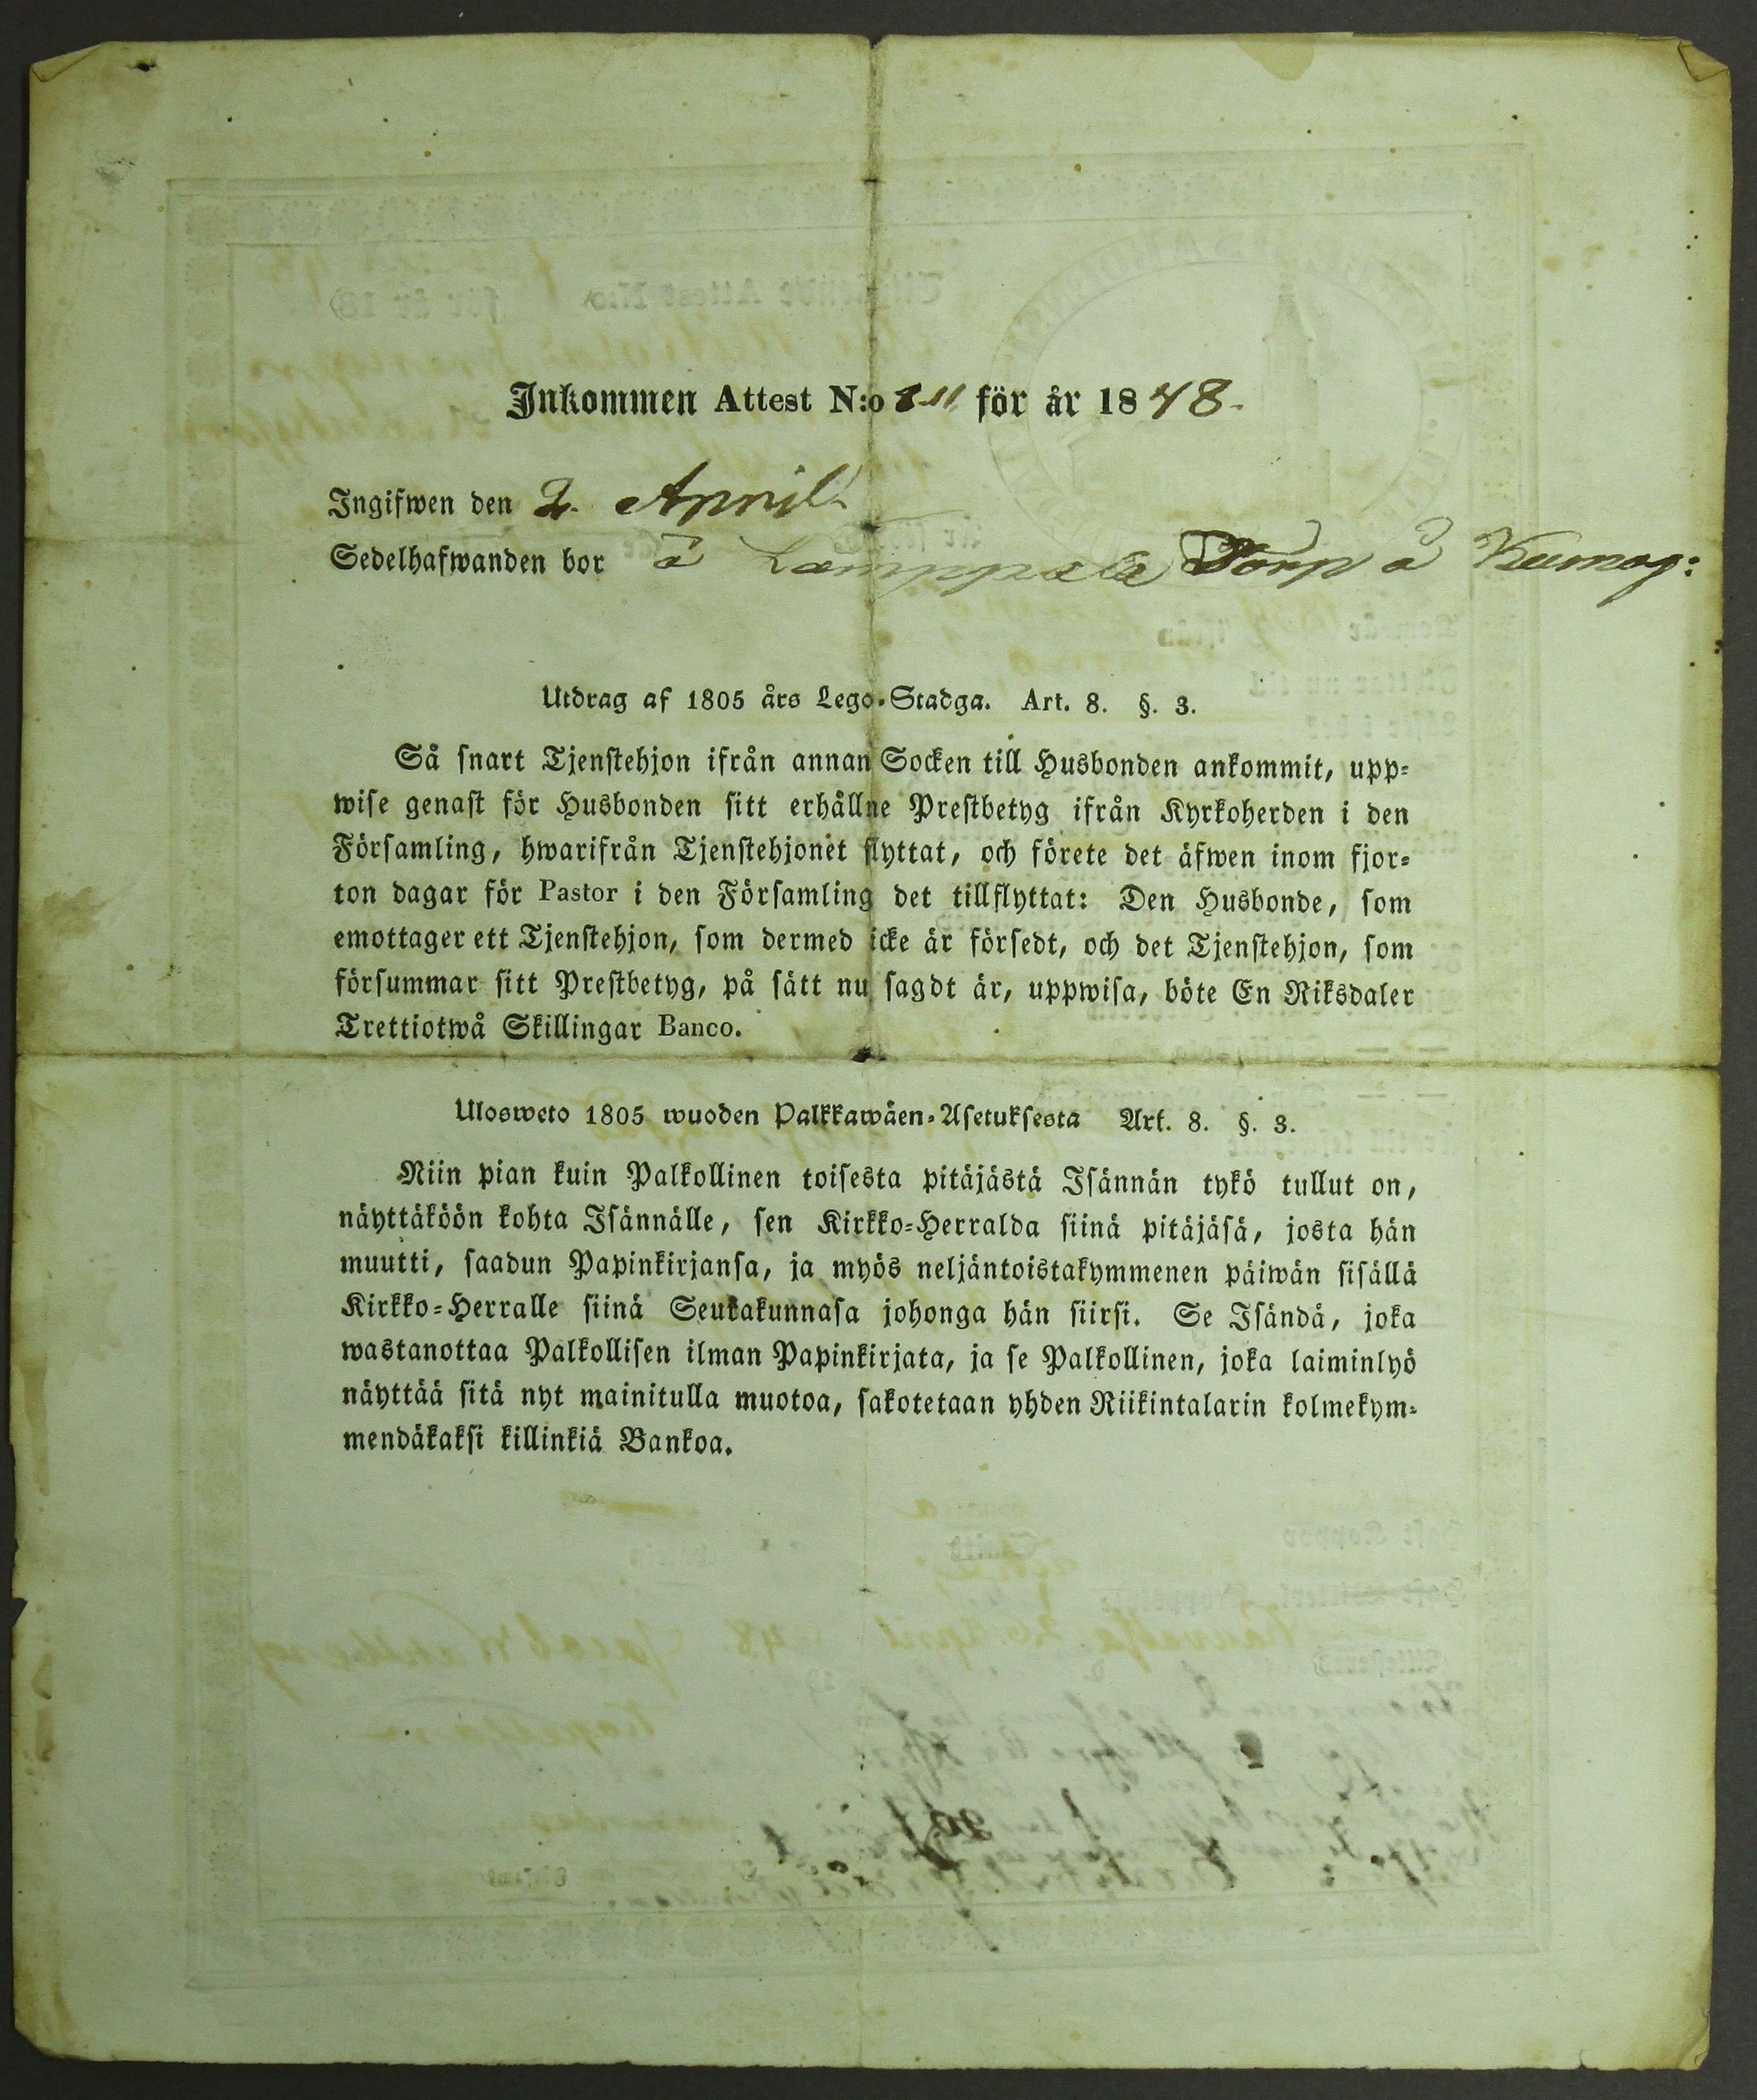 Inkommen Attest N:o för år 1848.
Ingifwen den 2. April
Sedelhafwanden bor å Lamppala Torp å Kumog:
Utdrag af 1805 års Lego-Stadga. Art. 8. §. 3.
Så snart Tjenstehjon ifrån annan Socken till Husbonden ankommit, upp-
wise genast för Husbonden sitt erhållne Prestbetyg ifrån Kyrkoherden i den
Församling, hwarifrån Tjenstehjonet flyttat, och förete det äfwen inom fjor-
ton dagar för Pastor i den Församling det tillflyttat: Den Husbonde, som
emottager ett Tjenstehjon, som dermed icke är försedt, och det Tjenstehjon, som
försummar sitt Prestbetyg, på sätt nu sagdt är, uppwisa, böte En Riksdaler
Trettiotwå Skillingar Banco.
Ulosweto 1805 wuoden Palkkawäen-Asetuksesta Art. 8. §. 3.
Niin pian kuin Palkollinen toisesta pitäjästä Isännän tykö tullut on,
näyttäköön kohta Isännälle, sen Kirkko-Herralda siinä pitäjäsä, josta hän
muutti, saadun Papinkirjansa, ja myös neljäntoistakymmenen päiwän sisällä
Kirkko-Herralle siinä Seurakunnasa johonga hän siirsi. Se Isändä, joka
wastanottaa Palkollisen ilman Papinkirjata, ja se Palkollinen, joka laiminlyö
näyttää sitä nyt mainitulla muotoa, sakotetaan yhden Riikintalarin kolmekym-
mendäkaksi killinkiä Bankoa.